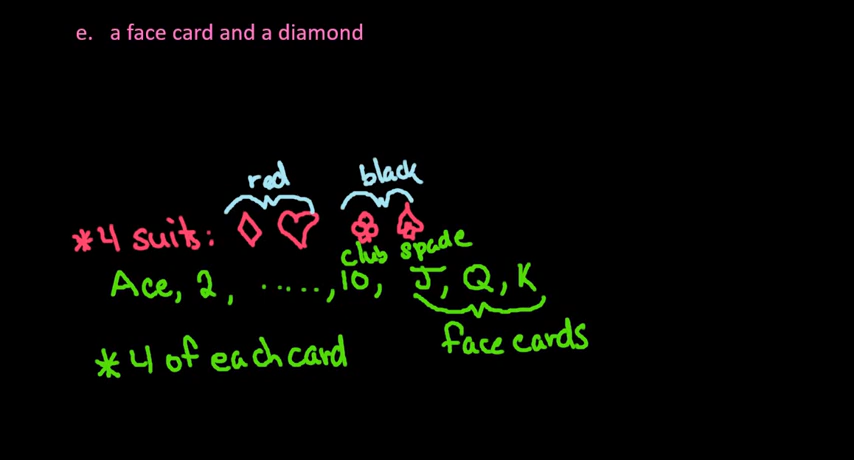 e. a face card and a diamond
red black
*4 suits:
club spade
Ace, 2, ....., 10, J, Q, K
face cards
*4 of each card